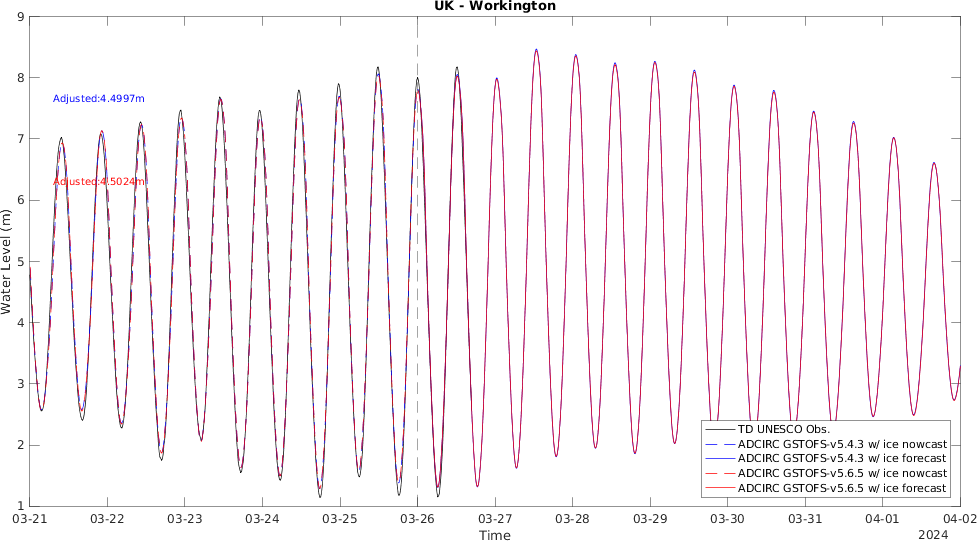 UK - Workington
9
8
7
6
5
4
3
2
1
Water Level (m)
Adjusted:4.4997m
Adjusted:4.5024m
TD UNESCO Obs.
ADCIRC GSTOFS-v5.4.3 w/ ice nowcast
ADCIRC GSTOFS-v5.4.3 w/ ice forecast
ADCIRC GSTOFS-v5.6.5 w/ ice nowcast
ADCIRC GSTOFS-v5.6.5 w/ ice forecast
03-21 03-22 03-23 03-24 03-25 03-26 03-27 03-28 03-29 03-30 03-31 04-01 04-02
Time
2024